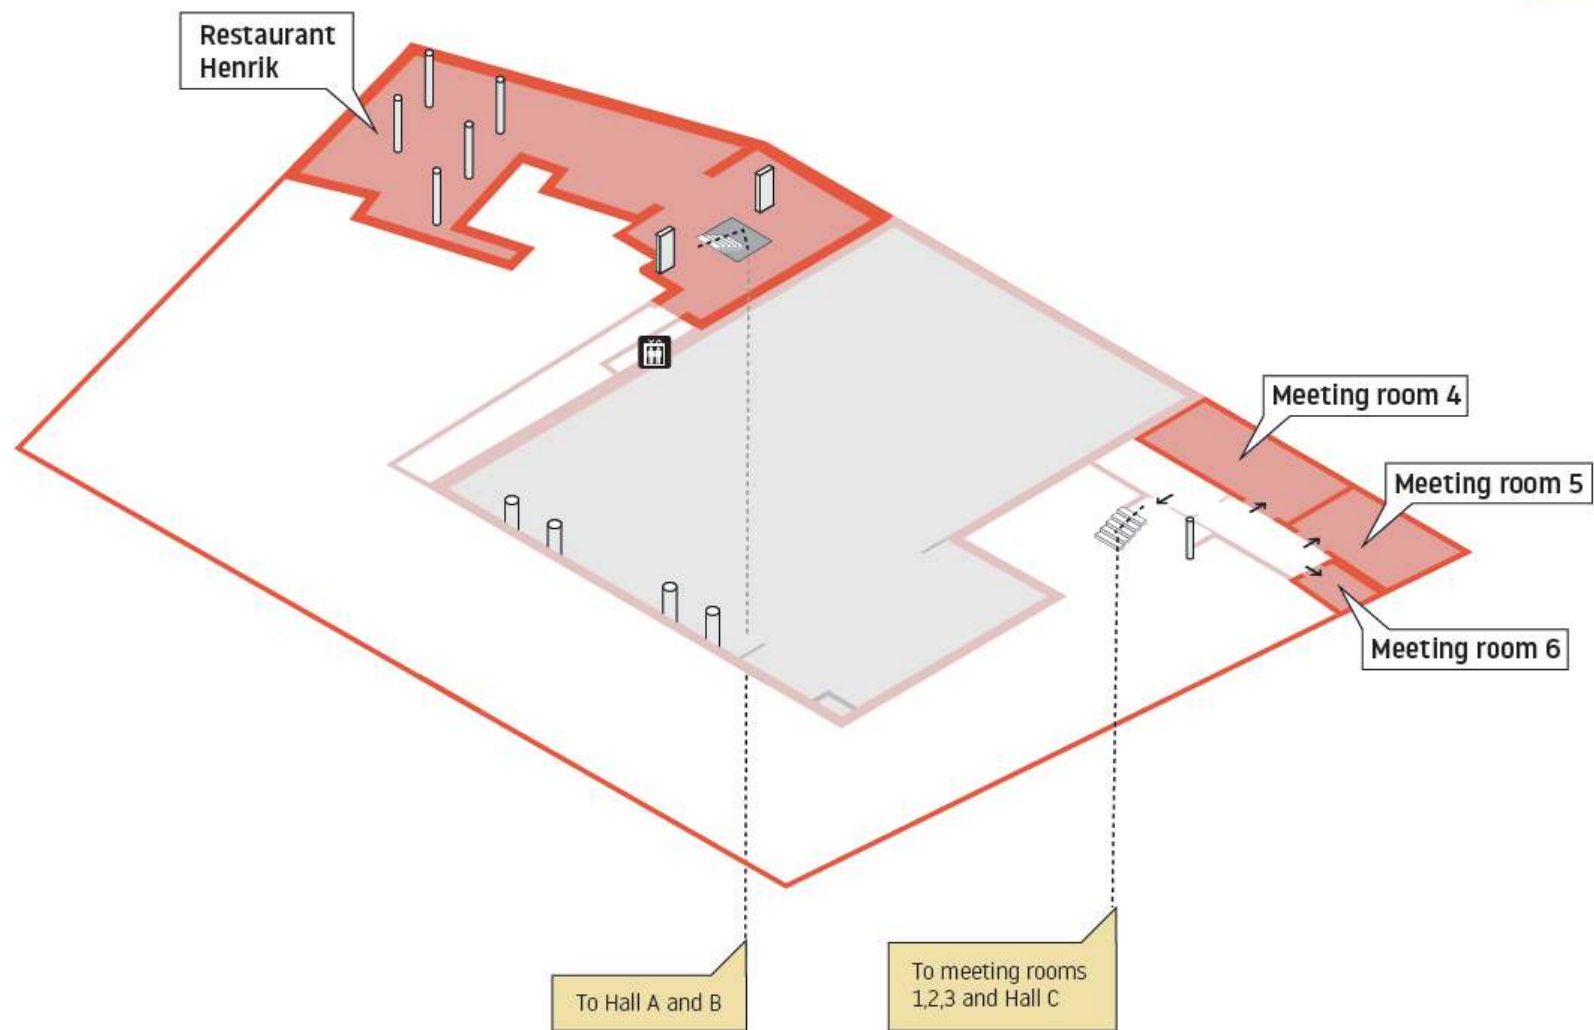 Restaurant
Henrik
Meeting room 4
Meeting room 5
Meeting room 6
To Hall A and B
To meeting rooms
1,2,3 and Hall C